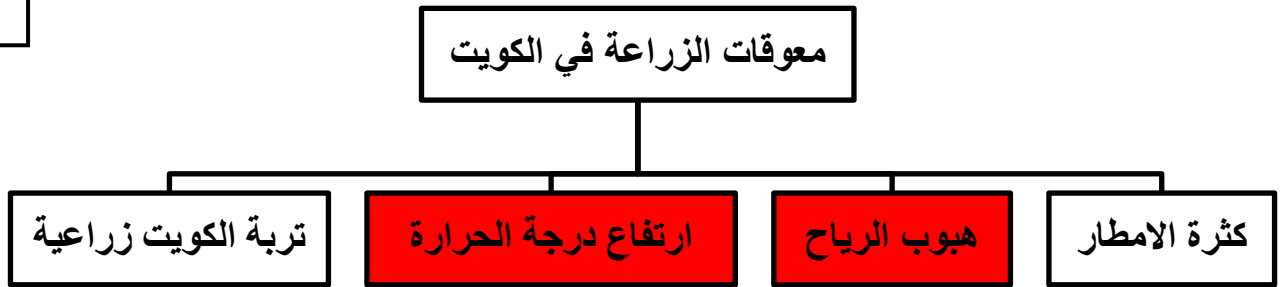 معوقات الزراعة في الكويت
كثرة الامطار
هبوب الرياح
ارتفاع درجة الحرارة
تربة الكويت زراعية